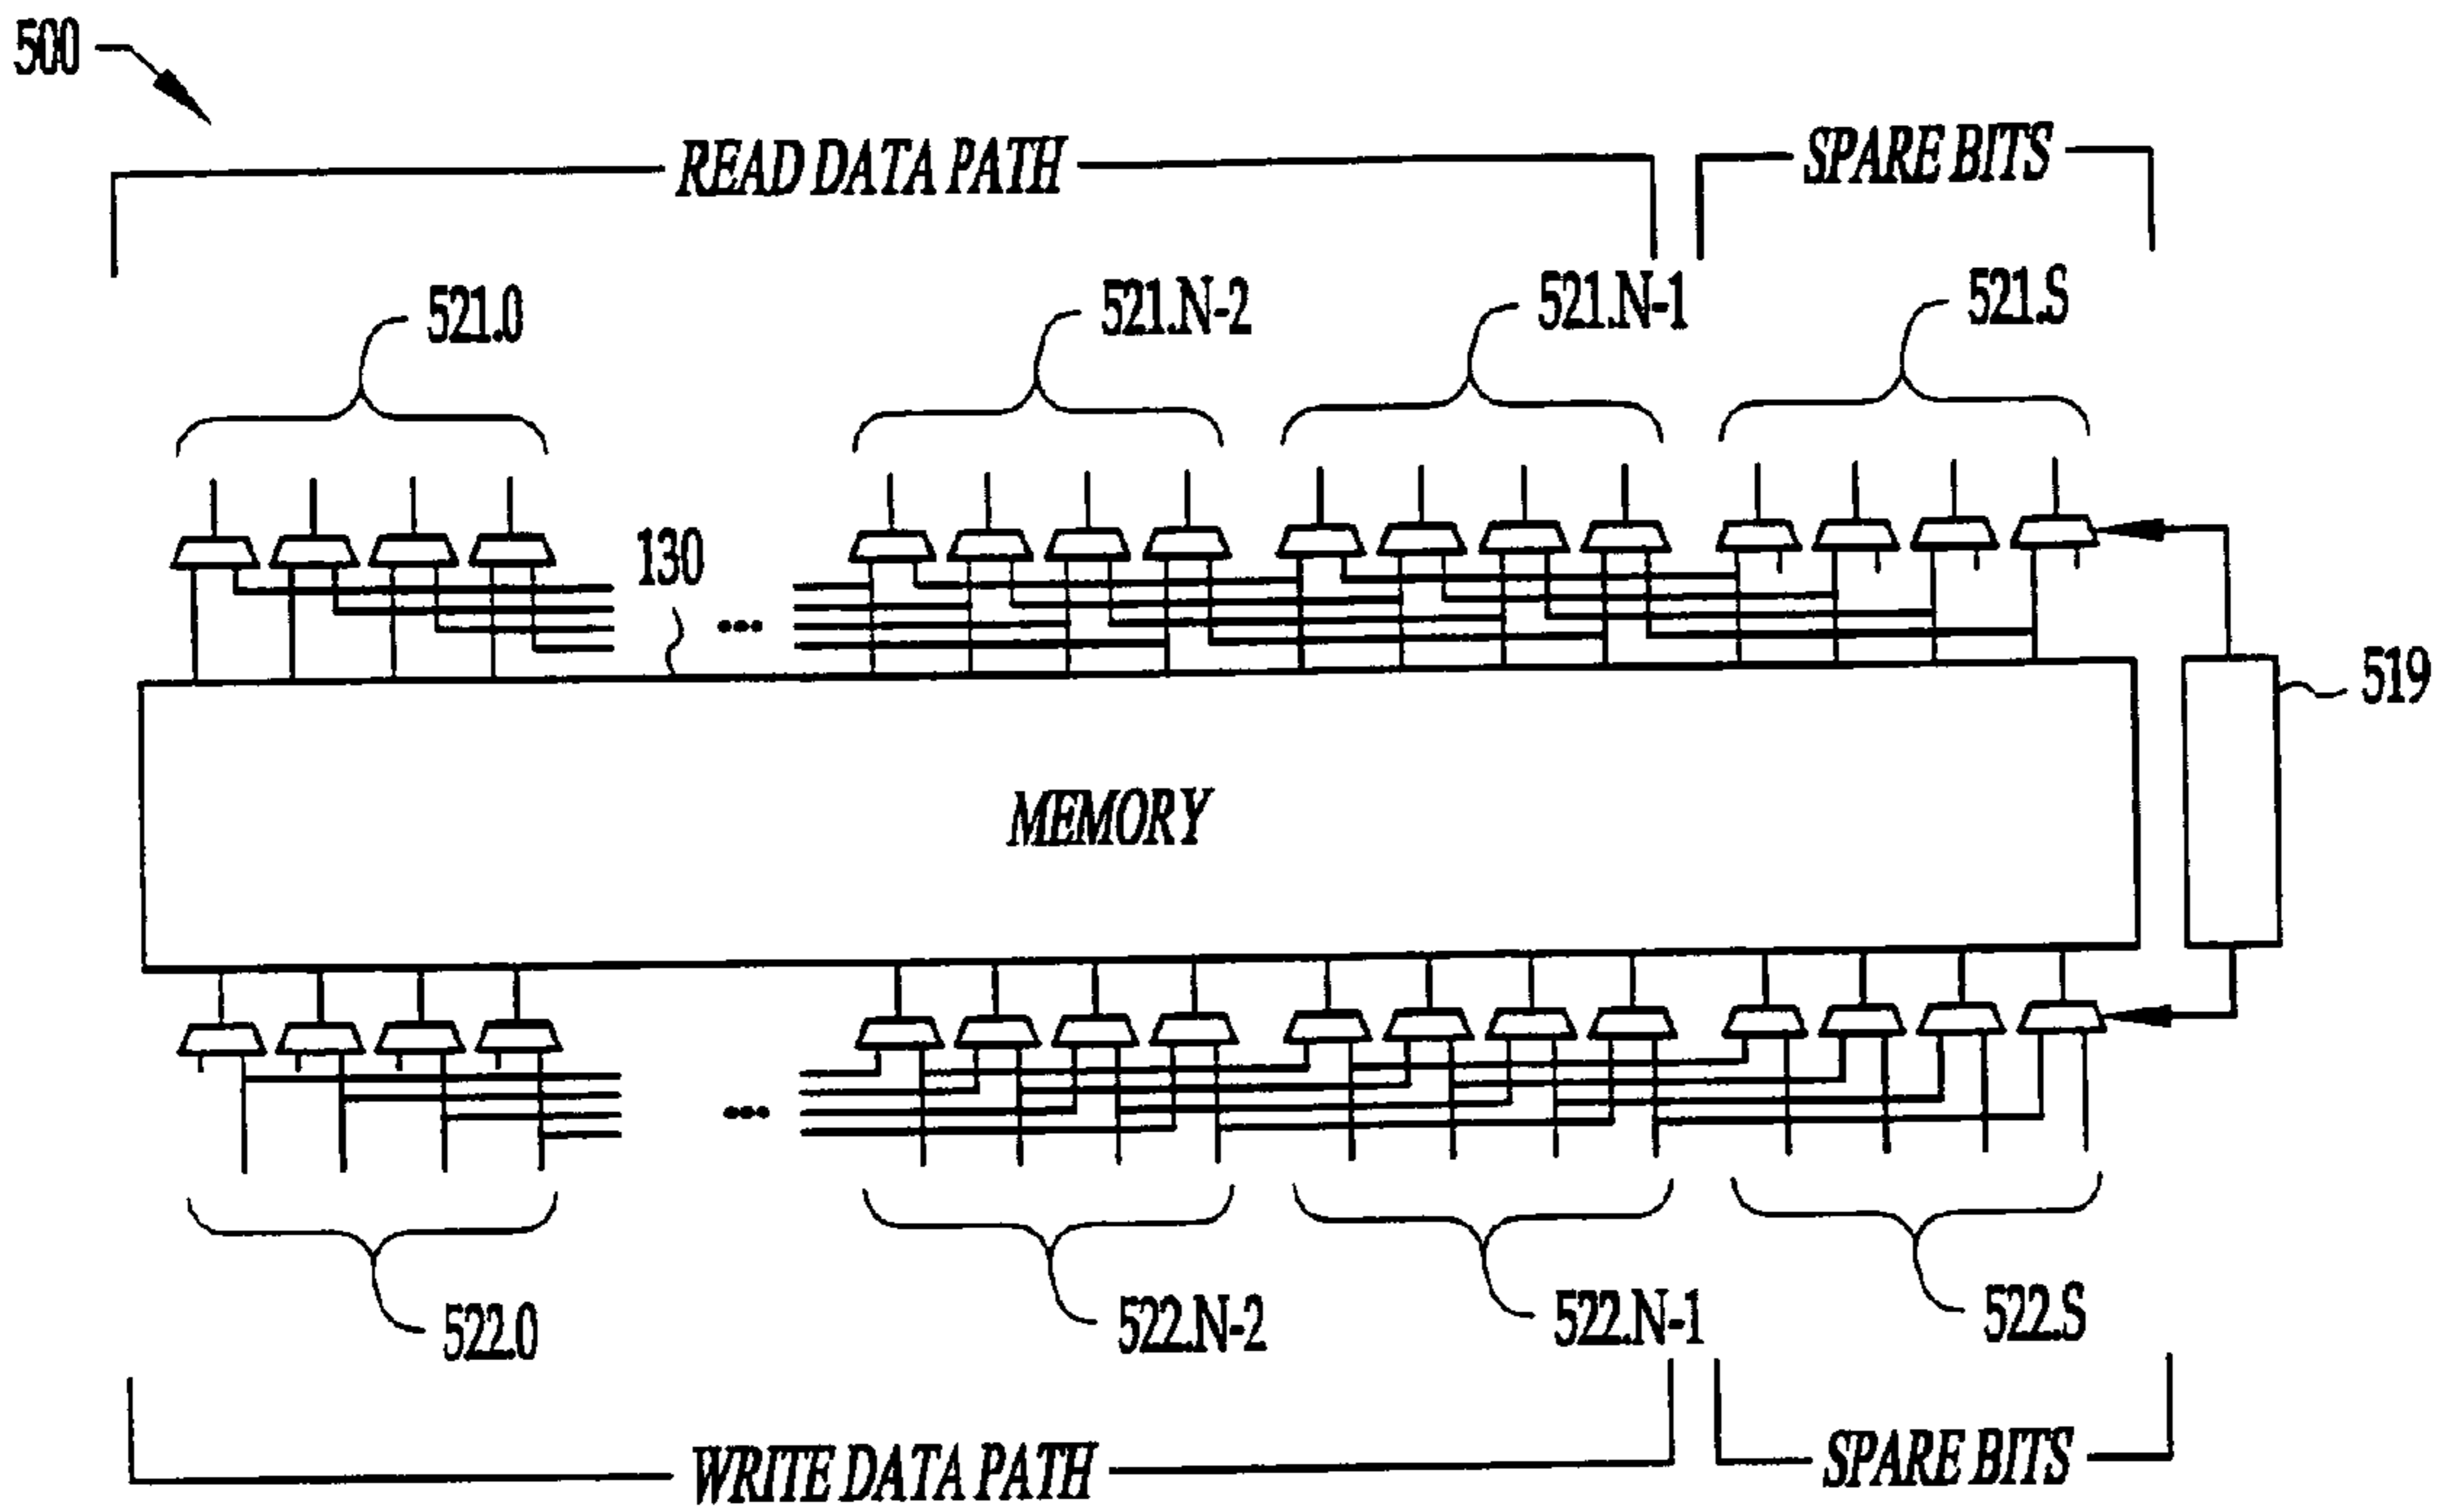 500
READ DATA PATH SPARE BITS
521.0 521.N-2 521.N-1 521.S
130
519
MEMORY
522.0 522.N-2 522.N-1 522.S
WRITE DATA PATH SPARE BITS